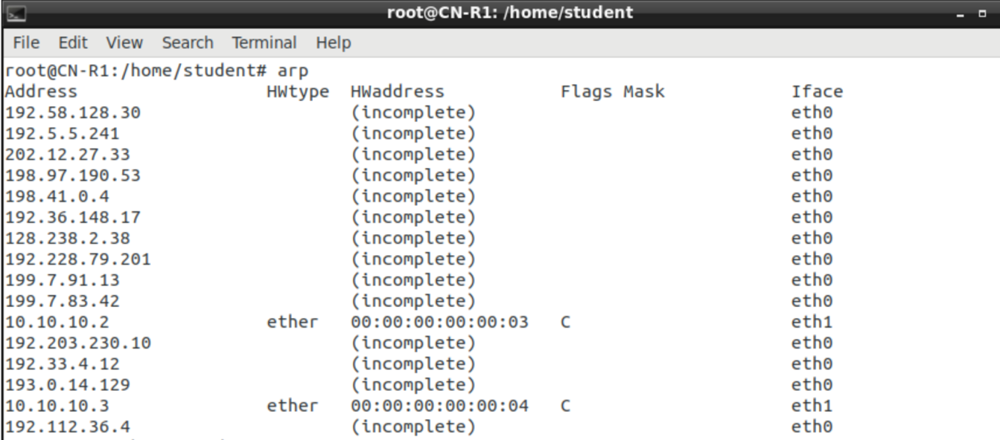 root@CN-R1: /home/student
File Edit View Search Terminal Help
root@CN-R1:/home/student# arp
Address                  HWtype  HWaddress           Flags Mask            Iface
192.58.128.30                    (incomplete)                              eth0
192.5.5.241                      (incomplete)                              eth0
202.12.27.33                     (incomplete)                              eth0
198.97.190.53                    (incomplete)                              eth0
198.41.0.4                       (incomplete)                              eth0
192.36.148.17                    (incomplete)                              eth0
128.238.2.38                     (incomplete)                              eth0
192.228.79.201                   (incomplete)                              eth0
199.7.91.13                      (incomplete)                              eth0
199.7.83.42                      (incomplete)                              eth0
10.10.10.2               ether   00:00:00:00:00:03   C                     eth1
192.203.230.10                   (incomplete)                              eth0
192.33.4.12                      (incomplete)                              eth0
193.0.14.129                     (incomplete)                              eth0
10.10.10.3               ether   00:00:00:00:00:04   C                     eth1
192.112.36.4                     (incomplete)                              eth0